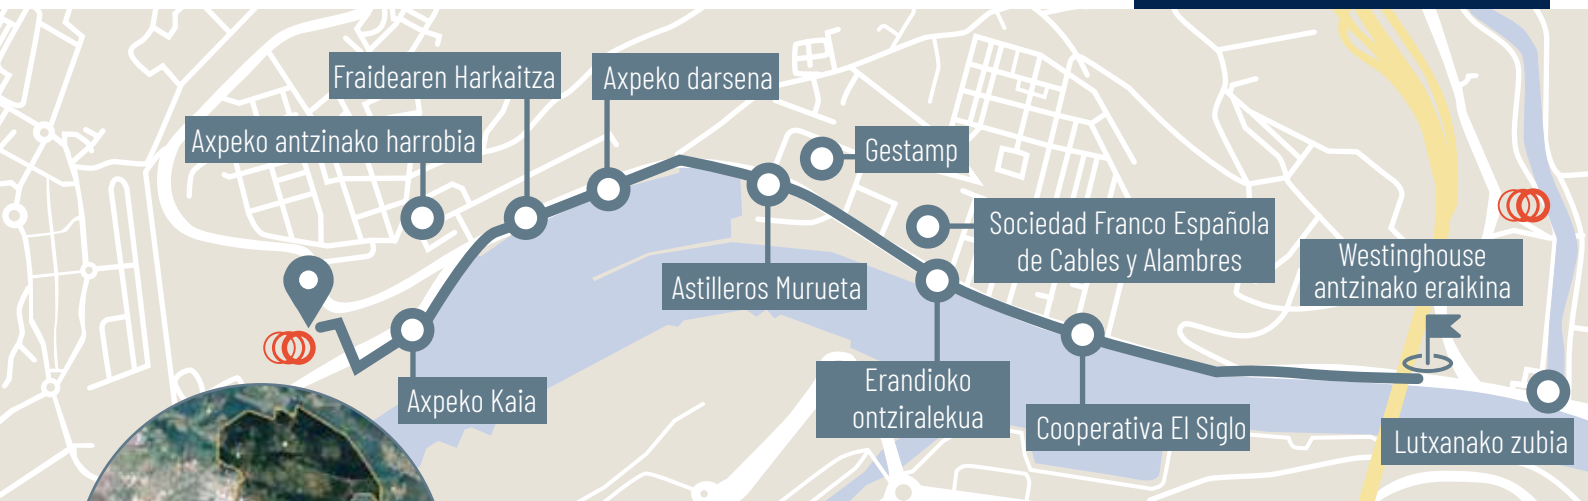 Fraidearen Harkaitza
Axpeko darsena
Axpeko antzinako harrobia
Gestamp
Sociedad Franco Española
de Cables y Alambres
Westinghouse
antzinako eraikina
Astilleros Murueta
Axpeko Kaia
Erandioko
ontziralekua
Cooperativa El Siglo
Lutxanako zubia